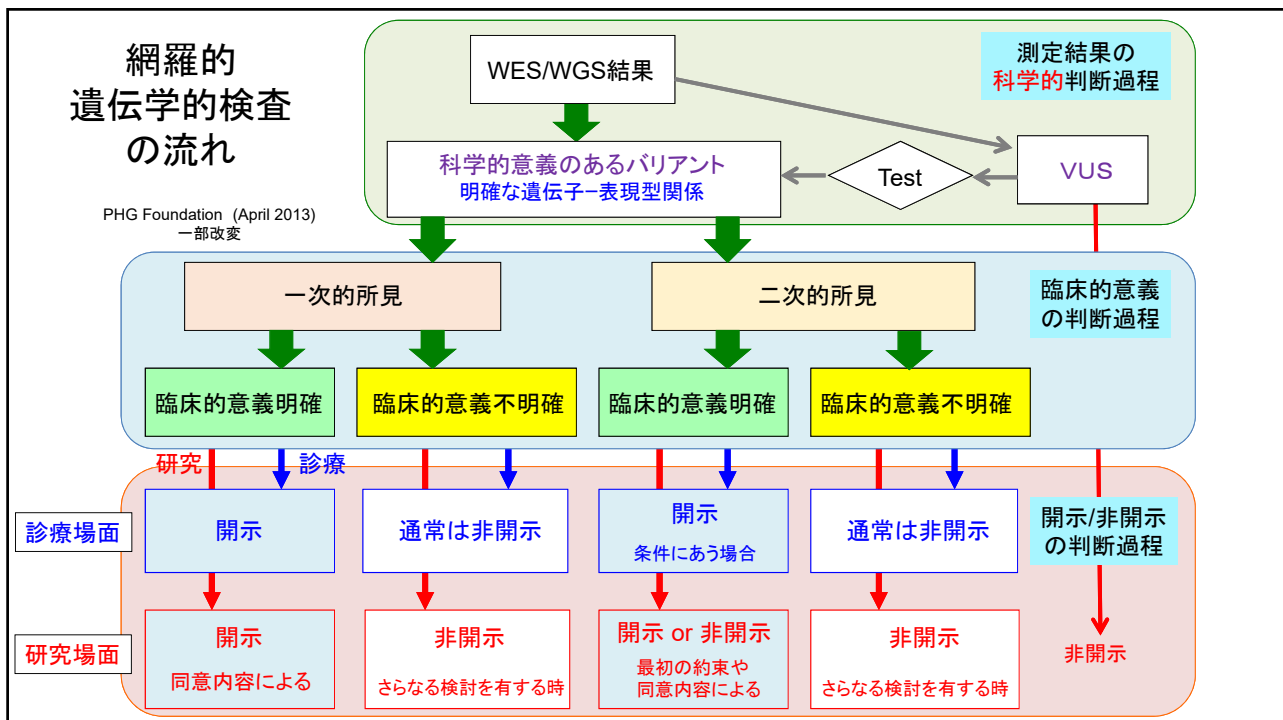 網羅的
遺伝学的検査
の流れ
PHG Foundation (April 2013)
一部改変
WES/WGS結果
測定結果の
科学的判断過程
科学的意義のあるバリアント
明確な遺伝子−表現型関係
Test
VUS
一次的所見
二次的所見
臨床的意義
の判断過程
臨床的意義明確
臨床的意義不明確
臨床的意義明確
臨床的意義不明確
研究
診療
診療場面
開示
通常は非開示
開示
条件にあう場合
通常は非開示
開示/非開示
の判断過程
研究場面
開示
同意内容による
非開示
さらなる検討を有する時
開示 or 非開示
最初の約束や
同意内容による
非開示
さらなる検討を有する時
非開示